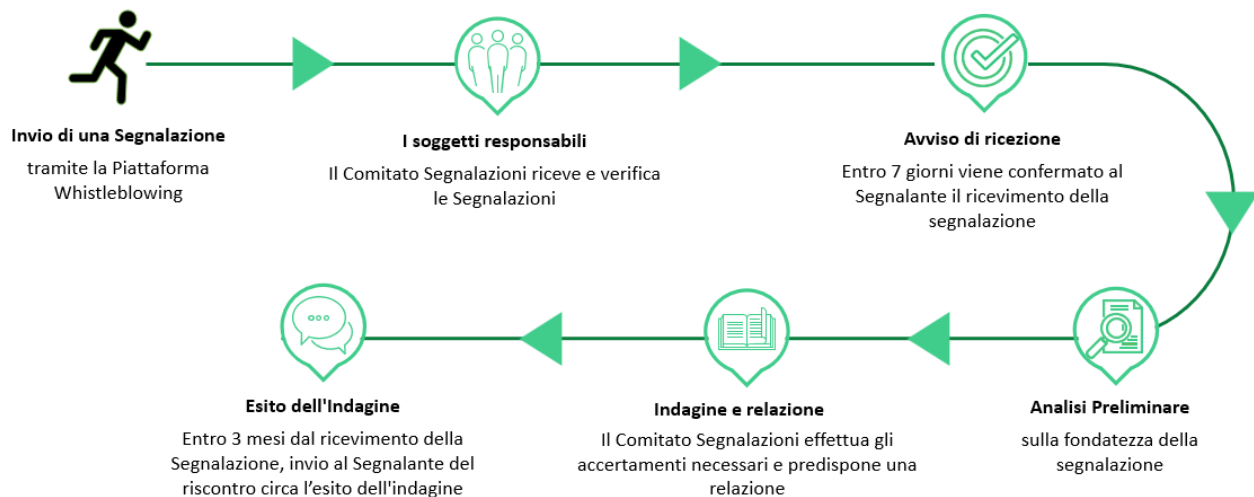 Invio di una Segnalazione
tramite la Piattaforma
Whistleblowing
I soggetti responsabili
Il Comitato Segnalazioni riceve e verifica
le Segnalazioni
Avviso di ricezione
Entro 7 giorni viene confermato al
Segnalante il ricevimento della
segnalazione
Analisi Preliminare
sulla fondatezza della
segnalazione
Indagine e relazione
Il Comitato Segnalazioni effettua gli
accertamenti necessari e predispone una
relazione
Esito dell'Indagine
Entro 3 mesi dal ricevimento della
Segnalazione, invio al Segnalante del
riscontro circa l’esito dell'indagine